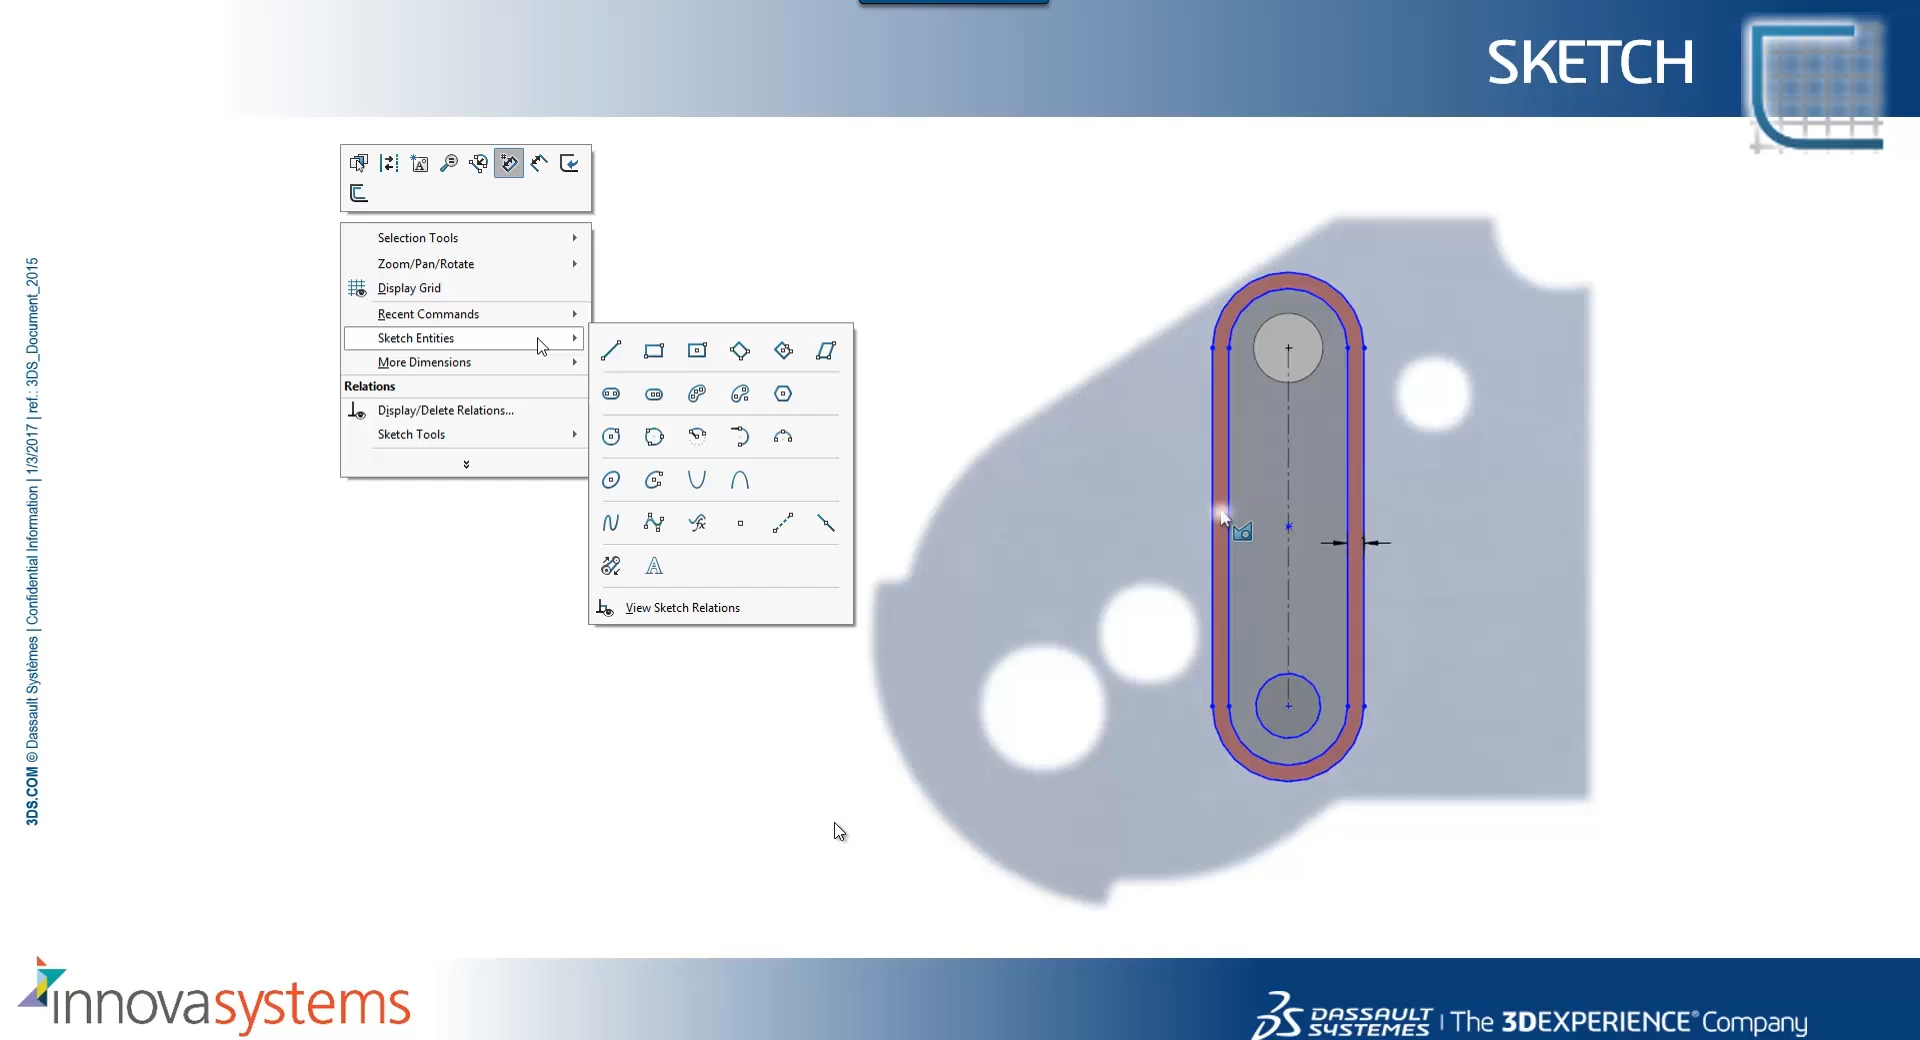 SKETCH
Selection Tools
Zoom/Pan/Rotate
Display Grid
Recent Commands
Sketch Entities
More Dimensions
Relations
Display/Delete Relations...
Sketch Tools
View Sketch Relations
3DS.COM © Dassault Systèmes | Confidential Information | 1/3/2017 | ref.: 3DS_Document_2015
innovasystems
DASSAULT SYSTEMES | The 3DEXPERIENCE® Company